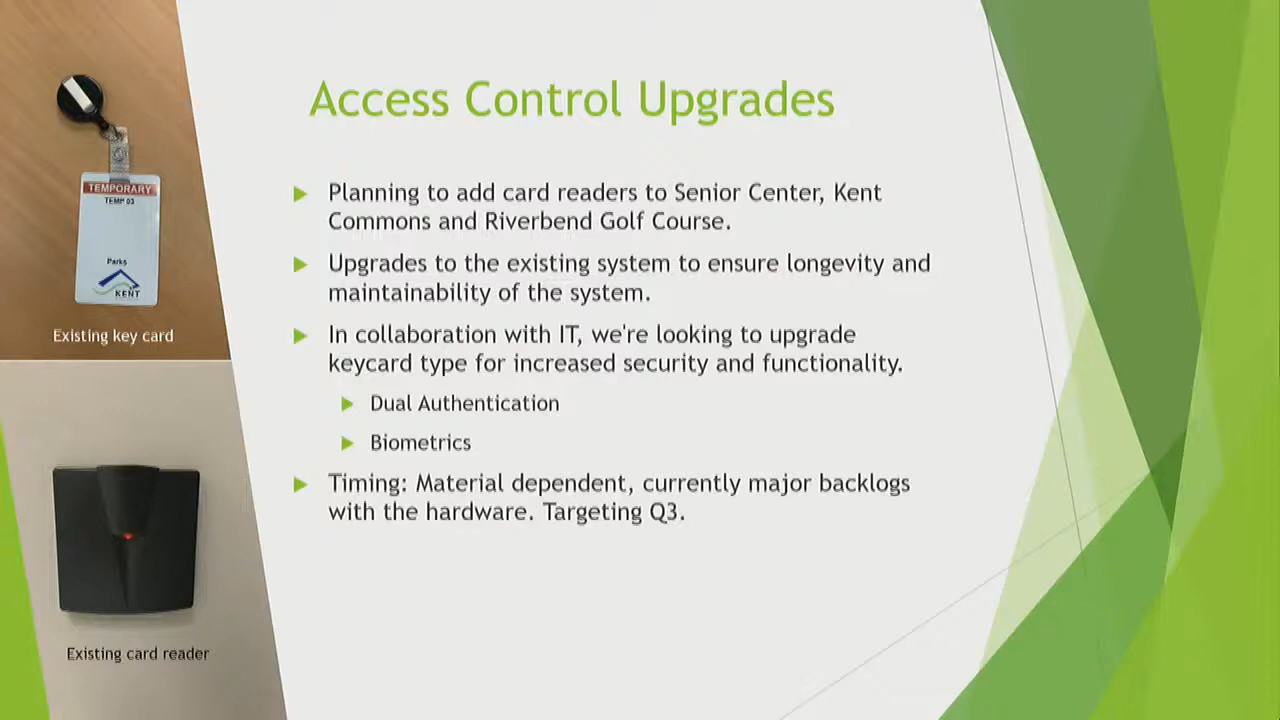 Access Control Upgrades
Planning to add card readers to Senior Center, Kent
Commons and Riverbend Golf Course.
Upgrades to the existing system to ensure longevity and
maintainability of the system.
In collaboration with IT, we're looking to upgrade
keycard type for increased security and functionality.
Dual Authentication
Biometrics
Timing: Material dependent, currently major backlogs
with the hardware. Targeting Q3.
TEMPORARY
TEMP 03
Parks
KENT
Existing key card
Existing card reader